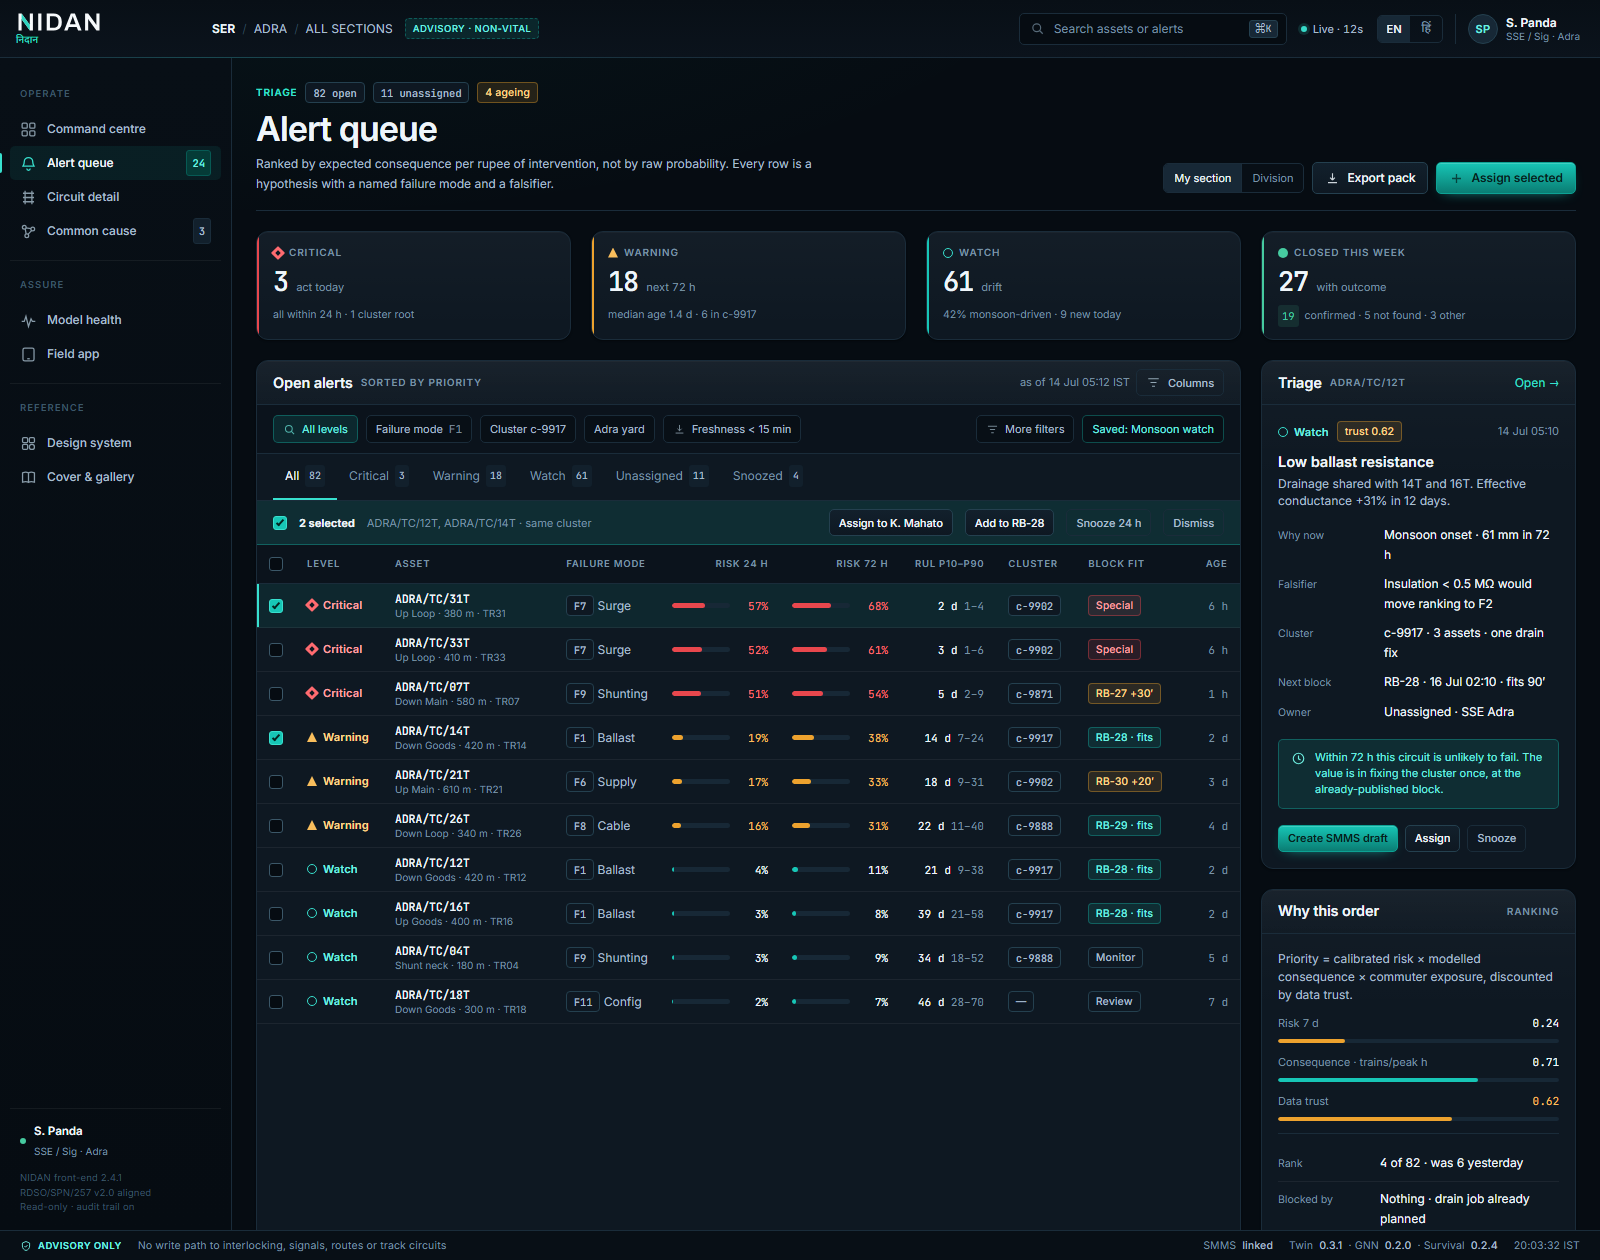 NIDAN
निदान
SER / ADRA / ALL SECTIONS ADVISORY · NON-VITAL
Search assets or alerts ⌘K
Live · 12s
EN हिं
SP S. Panda
SSE / Sig · Adra
OPERATE
Command centre
Alert queue 24
Circuit detail
Common cause 3
ASSURE
Model health
Field app
REFERENCE
Design system
Cover & gallery
S. Panda
SSE / Sig · Adra
NIDAN front-end 2.4.1
RDSO/SPN/257 v2.0 aligned
Read-only · audit trail on
TRIAGE 82 open 11 unassigned 4 ageing
Alert queue
Ranked by expected consequence per rupee of intervention, not by raw probability. Every row is a
hypothesis with a named failure mode and a falsifier.
My section Division Export pack + Assign selected
CRITICAL
3 act today
all within 24 h · 1 cluster root
WARNING
18 next 72 h
median age 1.4 d · 6 in c-9917
WATCH
61 drift
42% monsoon-driven · 9 new today
CLOSED THIS WEEK
27 with outcome
19 confirmed · 5 not found · 3 other
Open alerts SORTED BY PRIORITY as of 14 Jul 05:12 IST Columns
All levels Failure mode F1 Cluster c-9917 Adra yard Freshness < 15 min More filters Saved: Monsoon watch
All 82 Critical 3 Warning 18 Watch 61 Unassigned 11 Snoozed 4
2 selected ADRA/TC/12T, ADRA/TC/14T · same cluster Assign to K. Mahato Add to RB-28 Snooze 24 h Dismiss
LEVEL ASSET FAILURE MODE RISK 24 H RISK 72 H RUL P10–P90 CLUSTER BLOCK FIT AGE
Critical ADRA/TC/31T F7 Surge 57% 68% 2 d 1–4 c-9902 Special 6 h
Up Loop · 380 m · TR31
Critical ADRA/TC/33T F7 Surge 52% 61% 3 d 1–6 c-9902 Special 6 h
Up Loop · 410 m · TR33
Critical ADRA/TC/07T F9 Shunting 51% 54% 5 d 2–9 c-9871 RB-27 +30′ 1 h
Down Main · 580 m · TR07
Warning ADRA/TC/14T F1 Ballast 19% 38% 14 d 7–24 c-9917 RB-28 · fits 2 d
Down Goods · 420 m · TR14
Warning ADRA/TC/21T F6 Supply 17% 33% 18 d 9–31 c-9902 RB-30 +20′ 3 d
Up Main · 610 m · TR21
Warning ADRA/TC/26T F8 Cable 16% 31% 22 d 11–40 c-9888 RB-29 · fits 4 d
Down Loop · 340 m · TR26
Watch ADRA/TC/12T F1 Ballast 4% 11% 21 d 9–38 c-9917 RB-28 · fits 2 d
Down Goods · 420 m · TR12
Watch ADRA/TC/16T F1 Ballast 3% 8% 39 d 21–58 c-9917 RB-28 · fits 2 d
Up Goods · 400 m · TR16
Watch ADRA/TC/04T F9 Shunting 3% 9% 34 d 18–52 c-9888 Monitor 5 d
Shunt neck · 180 m · TR04
Watch ADRA/TC/18T F11 Config 2% 7% 46 d 28–70 — Review 7 d
Down Goods · 300 m · TR18
Triage ADRA/TC/12T Open →
Watch trust 0.62 14 Jul 05:10
Low ballast resistance
Drainage shared with 14T and 16T. Effective
conductance +31% in 12 days.
Why now Monsoon onset · 61 mm in 72
h
Falsifier Insulation < 0.5 MΩ would
move ranking to F2
Cluster c-9917 · 3 assets · one drain
fix
Next block RB-28 · 16 Jul 02:10 · fits 90′
Owner Unassigned · SSE Adra
Within 72 h this circuit is unlikely to fail. The
value is in fixing the cluster once, at the
already-published block.
Create SMMS draft Assign Snooze
Why this order RANKING
Priority = calibrated risk × modelled
consequence × commuter exposure, discounted
by data trust.
Risk 7 d 0.24
Consequence · trains/peak h 0.71
Data trust 0.62
Rank 4 of 82 · was 6 yesterday
Blocked by Nothing · drain job already
planned
ADVISORY ONLY No write path to interlocking, signals, routes or track circuits
SMMS linked Twin 0.3.1 · GNN 0.2.0 · Survival 0.2.4 20:03:32 IST